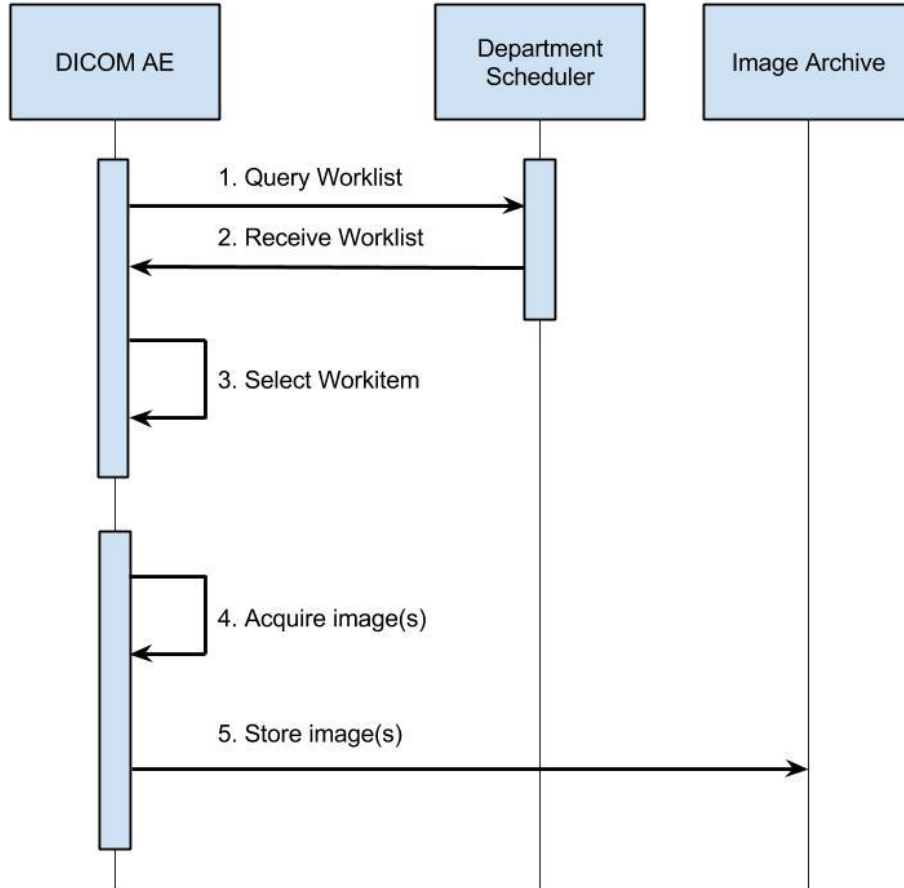 DICOM AE
Department
Scheduler
Image Archive
1. Query Worklist
2. Receive Worklist
3. Select Workitem
4. Acquire image(s)
5. Store image(s)